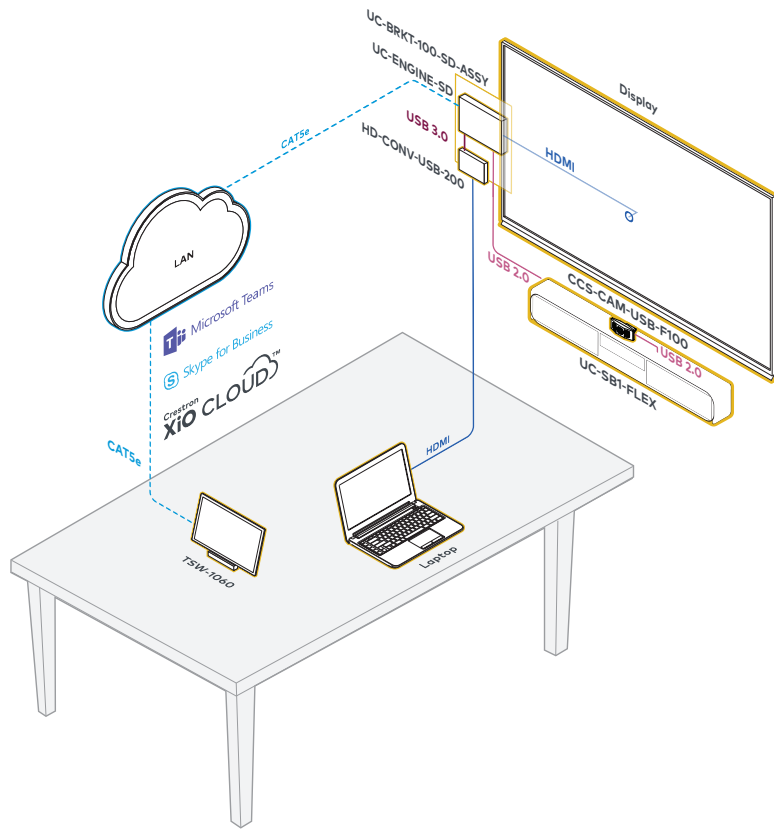 UC-BRKT-100-SD-ASSY
UC-ENGINE-SD
Display
USB 3.0
CAT5e
HD-CONV-USB-200
HDMI
LAN
USB 2.0
CCS-CAM-USB-F100
Microsoft Teams
S Skype for Business
USB 2.0
UC-SB1-FLEX
Crestron
XiO CLOUD™
CAT5e
HDMI
TSW-1060
Laptop